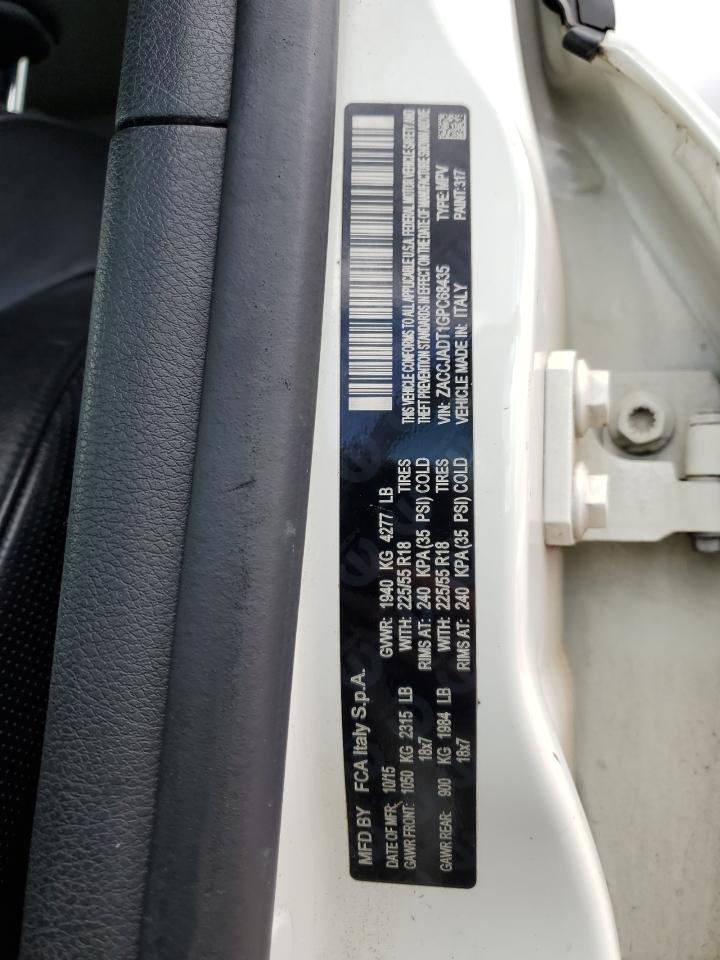 MFD BY FCA Italy S.p.A.
DATE OF MFR: 10/15 GVWR: 1940 KG 4277 LB
GAWR FRONT: 1050 KG 2315 LB WITH: 225/55 R18 TIRES
18x7 RIMS AT: 240 KPA(35 PSI) COLD
GAWR REAR: 900 KG 1984 LB WITH: 225/55 R18 TIRES
18x7 RIMS AT: 240 KPA(35 PSI) COLD
THIS VEHICLE CONFORMS TO ALL APPLICABLE U.S.A. FEDERAL MOTOR VEHICLE SAFETY AND
THEFT PREVENTION STANDARDS IN EFFECT ON THE DATE OF MANUFACTURE SHOWN ABOVE
VIN: ZACCJADT1GPC68435 TYPE: MPV
VEHICLE MADE IN: ITALY PAINT:317